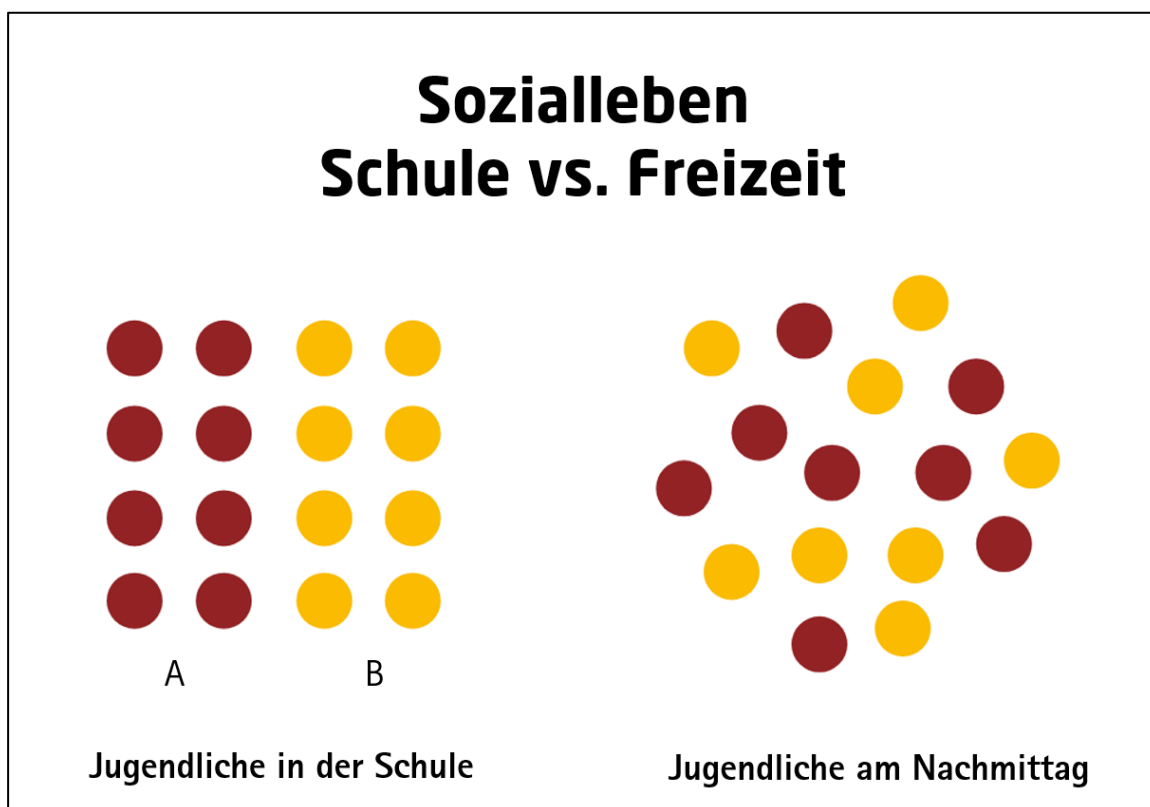 Sozialleben
Schule vs. Freizeit
A
B
Jugendliche in der Schule
Jugendliche am Nachmittag